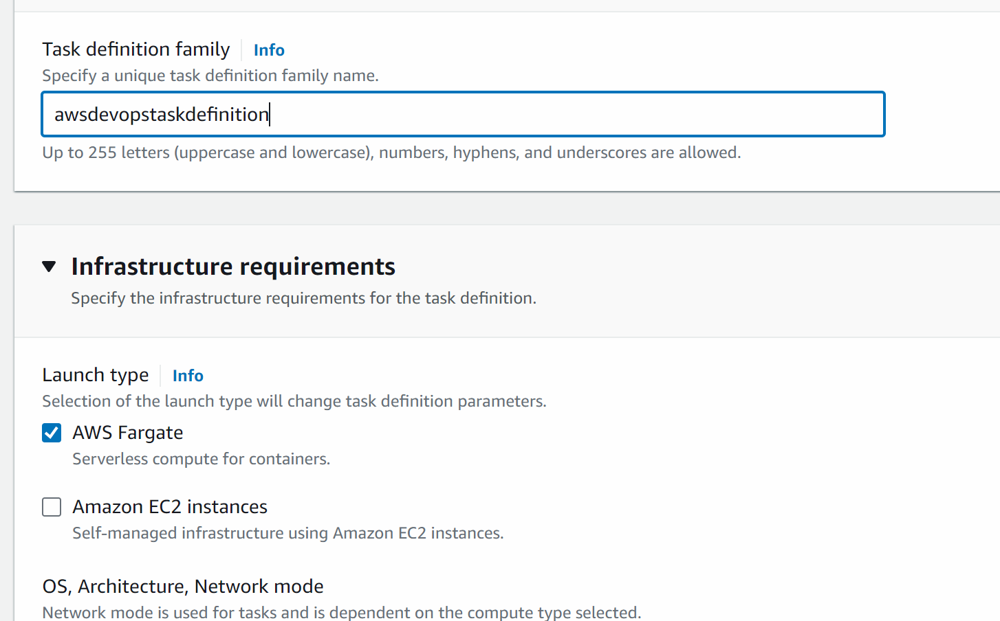 Task definition family Info
Specify a unique task definition family name.
awsdevopstaskdefinition
Up to 255 letters (uppercase and lowercase), numbers, hyphens, and underscores are allowed.
Infrastructure requirements
Specify the infrastructure requirements for the task definition.
Launch type Info
Selection of the launch type will change task definition parameters.
AWS Fargate
Serverless compute for containers.
Amazon EC2 instances
Self-managed infrastructure using Amazon EC2 instances.
OS, Architecture, Network mode
Network mode is used for tasks and is dependent on the compute type selected.